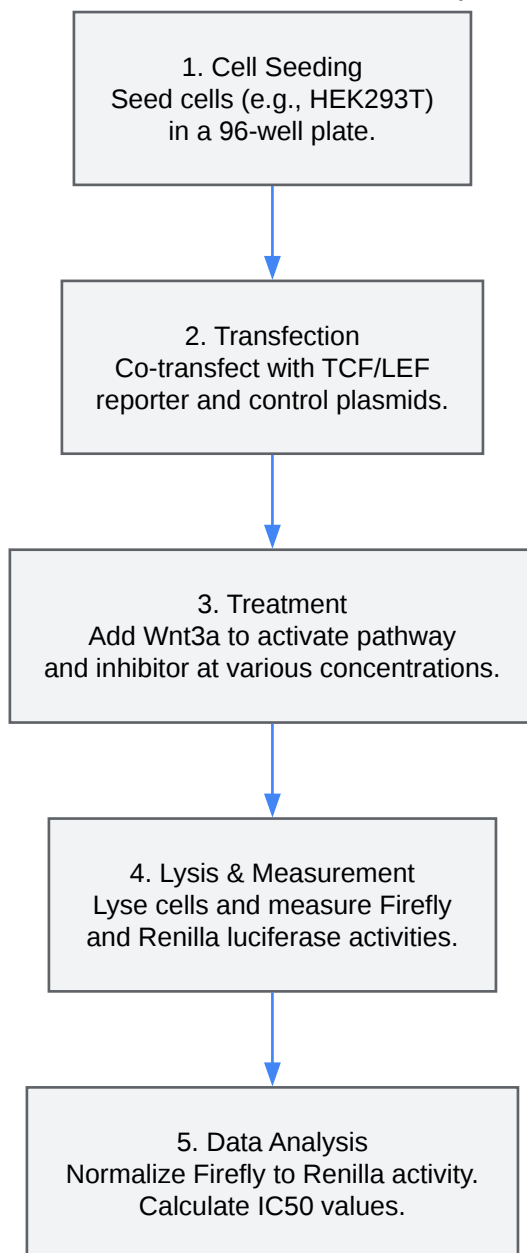 1. Cell Seeding
Seed cells (e.g., HEK293T)
in a 96-well plate.
2. Transfection
Co-transfect with TCF/LEF
reporter and control plasmids.
3. Treatment
Add Wnt3a to activate pathway
and inhibitor at various concentrations.
4. Lysis & Measurement
Lyse cells and measure Firefly
and Renilla luciferase activities.
5. Data Analysis
Normalize Firefly to Renilla activity.
Calculate IC50 values.